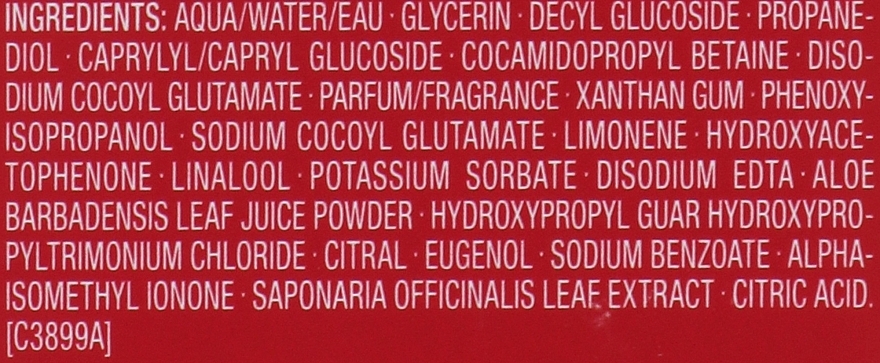 INGREDIENTS: AQUA/WATER/EAU · GLYCERIN · DECYL GLUCOSIDE · PROPANE-
DIOL · CAPRYLYL/CAPRYL GLUCOSIDE · COCAMIDOPROPYL BETAINE · DISO-
DIUM COCOYL GLUTAMATE · PARFUM/FRAGRANCE · XANTHAN GUM · PHENOXY-
ISOPROPANOL · SODIUM COCOYL GLUTAMATE · LIMONENE · HYDROXYACE-
TOPHENONE · LINALOOL · POTASSIUM SORBATE · DISODIUM EDTA · ALOE
BARBADENSIS LEAF JUICE POWDER · HYDROXYPROPYL GUAR HYDROXYPRO-
PYLTRIMONIUM CHLORIDE · CITRAL · EUGENOL · SODIUM BENZOATE · ALPHA-
ISOMETHYL IONONE · SAPONARIA OFFICINALIS LEAF EXTRACT · CITRIC ACID.
[C3899A]